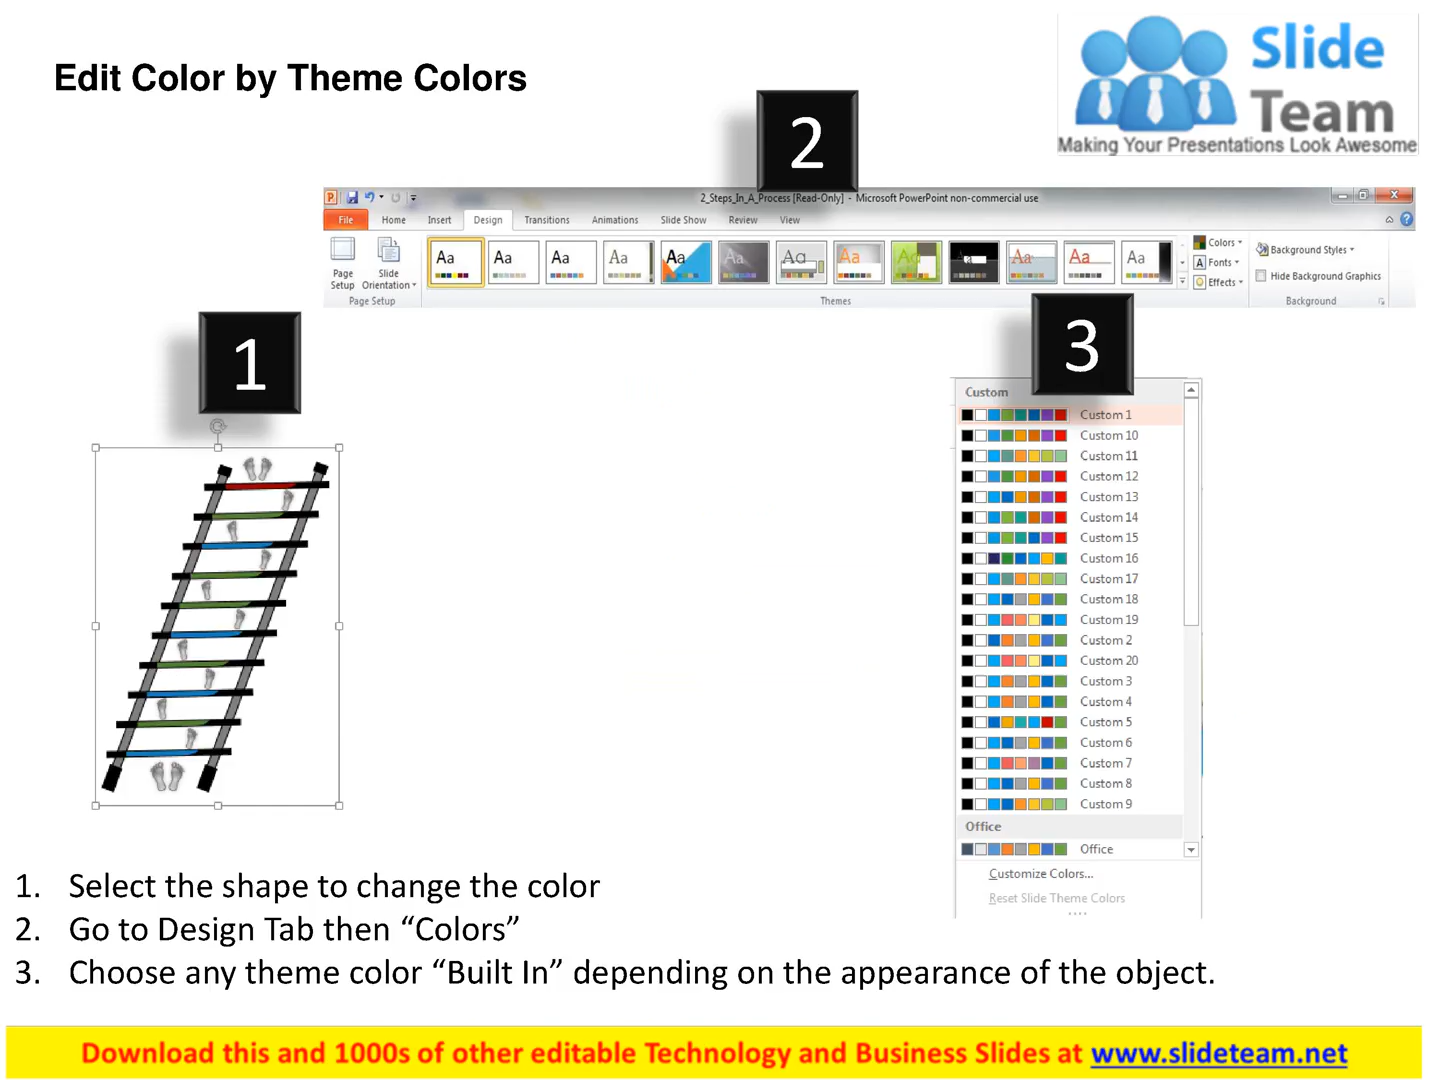 Edit Color by Theme Colors
Slide
Team
Making Your Presentations Look Awesome
2
2_Steps_In_A_Process [Read-Only] - Microsoft PowerPoint non-commercial use
File Home Insert Design Transitions Animations Slide Show Review View
Aa Aa Aa Aa Aa Aa Aa Aa Aa Aa Aa Aa Aa
Page Setup
Slide Orientation
Colors
Fonts
Effects
Background Styles
Hide Background Graphics
Page Setup Themes Background
1
3
Custom
Custom 1
Custom 10
Custom 11
Custom 12
Custom 13
Custom 14
Custom 15
Custom 16
Custom 17
Custom 18
Custom 19
Custom 2
Custom 20
Custom 3
Custom 4
Custom 5
Custom 6
Custom 7
Custom 8
Custom 9
Office
Office
Customize Colors...
Reset Slide Theme Colors
1. Select the shape to change the color
2. Go to Design Tab then “Colors”
3. Choose any theme color “Built In” depending on the appearance of the object.
Download this and 1000s of other editable Technology and Business Slides at www.slideteam.net